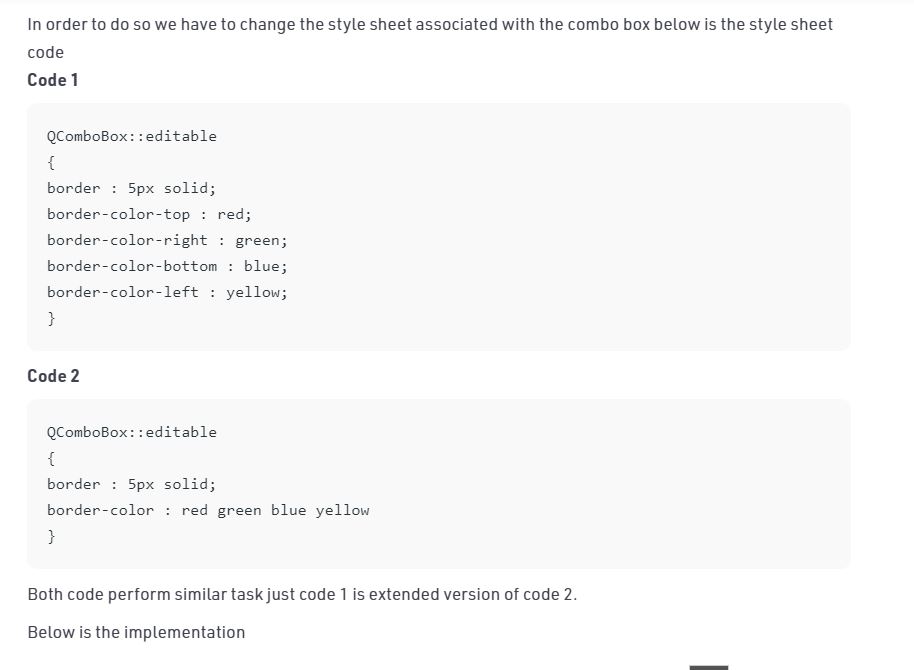 In order to do so we have to change the style sheet associated with the combo box below is the style sheet
code
Code 1
QComboBox::editable
{
border : 5px solid;
border-color-top : red;
border-color-right : green;
border-color-bottom : blue;
border-color-left : yellow;
}
Code 2
QComboBox::editable
{
border : 5px solid;
border-color : red green blue yellow
}
Both code perform similar task just code 1 is extended version of code 2.
Below is the implementation